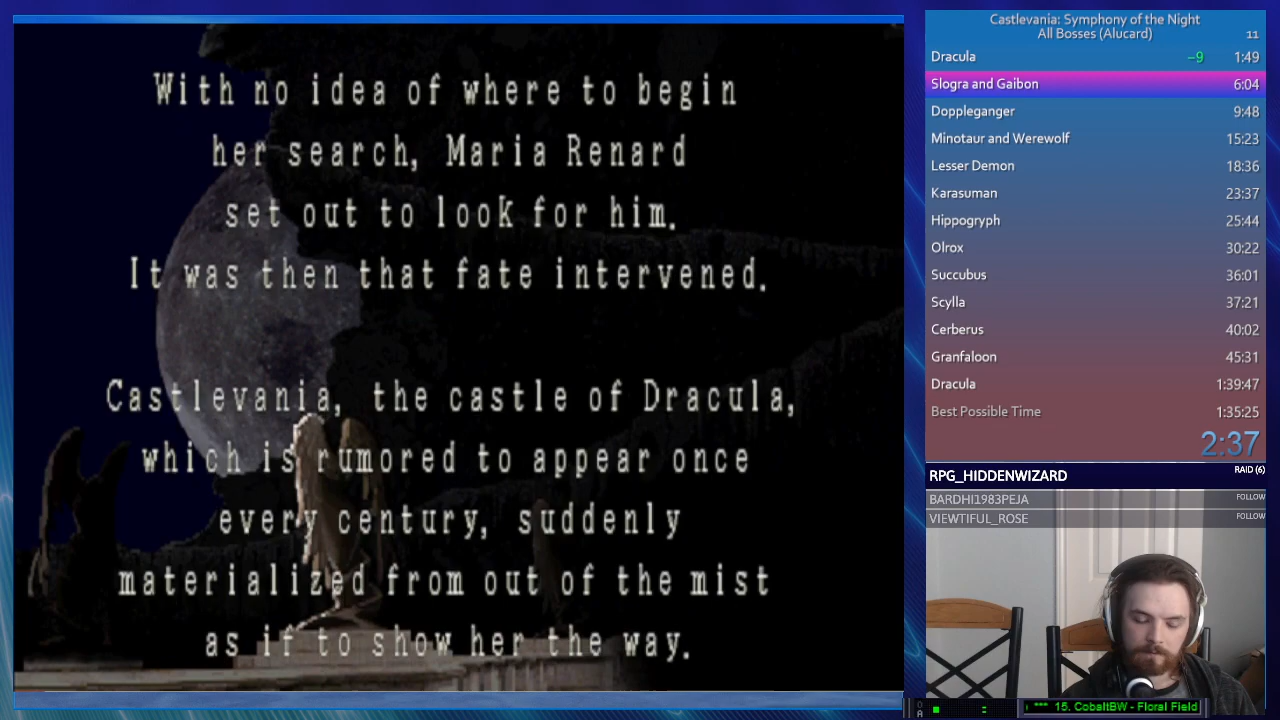 With no idea of where to begin
her search, Maria Renard
set out to look for him.
It was then that fate intervened.
Castlevania, the castle of Dracula,
which is rumored to appear once
every century, suddenly
materialized from out of the mist
as if to show her the way.
Castlevania: Symphony of the Night
All Bosses (Alucard) 11
Dracula −9 1:49
Slogra and Gaibon 6:04
Doppleganger 9:48
Minotaur and Werewolf 15:23
Lesser Demon 18:36
Karasuman 23:37
Hippogryph 25:44
Olrox 30:22
Succubus 36:01
Scylla 37:21
Cerberus 40:02
Granfaloon 45:31
Dracula 1:39:47
Best Possible Time 1:35:25
2:37
RPG_HIDDENWIZARD RAID (6)
BARDHI1983PEJA FOLLOW
VIEWTIFUL_ROSE FOLLOW
*** 15. CobaltBW - Floral Field